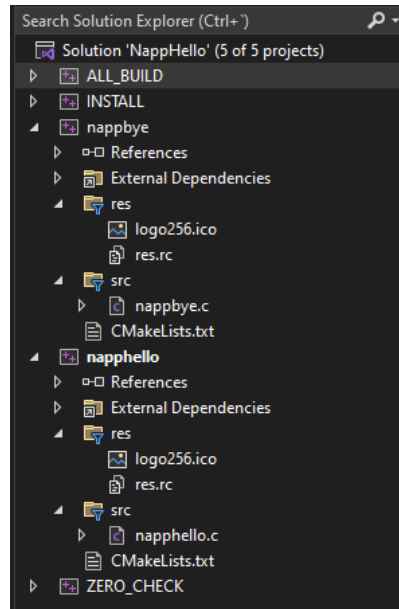 Search Solution Explorer (Ctrl+`)
Solution 'NappHello' (5 of 5 projects)
ALL_BUILD
INSTALL
nappbye
References
External Dependencies
res
logo256.ico
res.rc
src
nappbye.c
CMakeLists.txt
napphello
References
External Dependencies
res
logo256.ico
res.rc
src
napphello.c
CMakeLists.txt
ZERO_CHECK